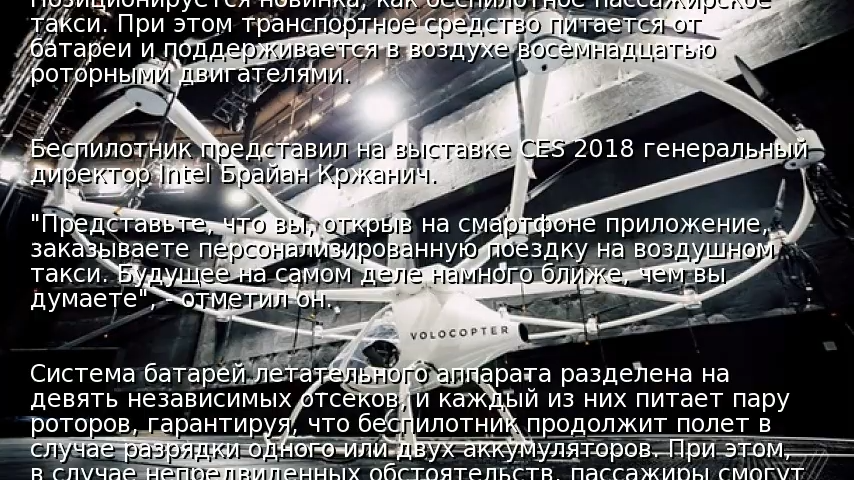 Позиционируется новинка, как беспилотное пассажирское
такси. При этом транспортное средство питается от
батареи и поддерживается в воздухе восемнадцатью
роторными двигателями.
Беспилотник представил на выставке CES 2018 генеральный
директор Intel Брайан Кржанич.
"Представьте, что вы, открыв на смартфоне приложение,
заказываете персонализированную поездку на воздушном
такси. Будущее на самом деле намного ближе, чем вы
думаете", - отметил он.
VOLOCOPTER
Система батарей летательного аппарата разделена на
девять независимых отсеков, и каждый из них питает пару
роторов, гарантируя, что беспилотник продолжит полет в
случае разрядки одного или двух аккумуляторов. При этом,
в случае непредвиденных обстоятельств, пассажиры смогут